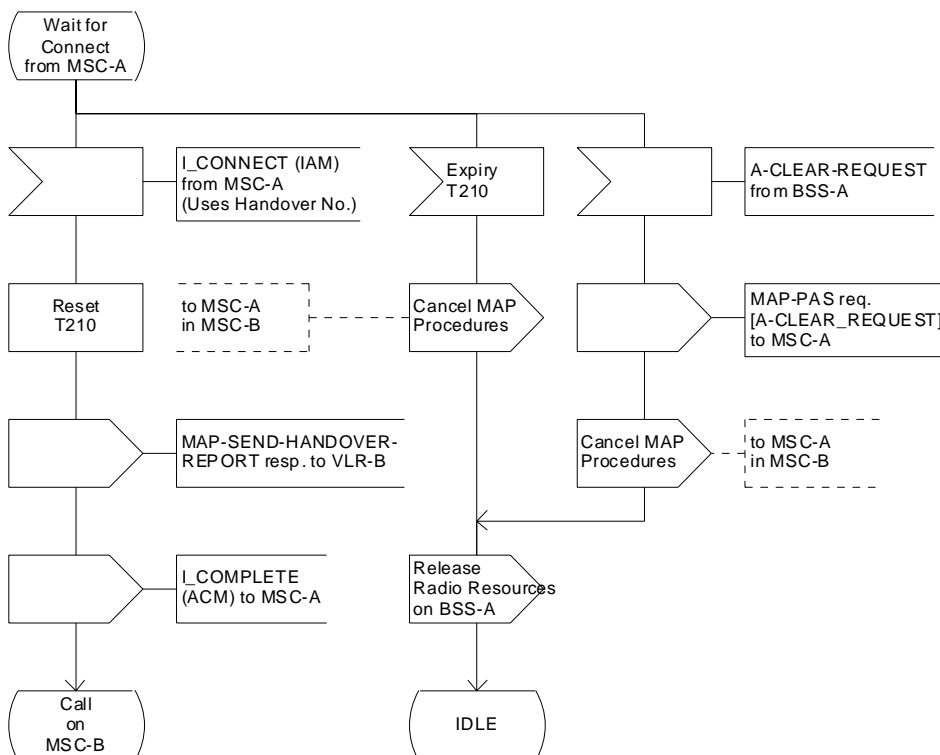 Wait for
Connect
from MSC-A
I_CONNECT (IAM)
from MSC-A
(Uses Handover No.)
Expiry
T210
A-CLEAR-REQUEST
from BSS-A
Reset
T210
to MSC-A
in MSC-B
Cancel MAP
Procedures
MAP-PAS req.
[A-CLEAR_REQUEST]
to MSC-A
MAP-SEND-HANDOVER-
REPORT resp. to VLR-B
Cancel MAP
Procedures
to MSC-A
in MSC-B
I_COMPLETE
(ACM) to MSC-A
Release
Radio Resources
on BSS-A
Call
on
MSC-B
IDLE